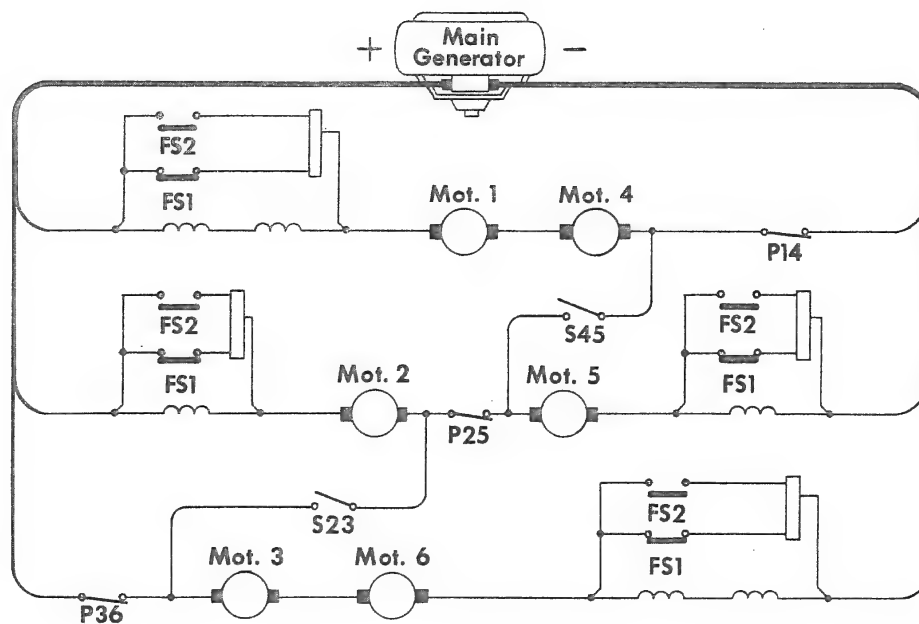 + Main Generator −
FS2
FS1
Mot. 1
Mot. 4
P14
FS2
FS1
S45
FS2
FS1
Mot. 2
P25
Mot. 5
S23
FS2
FS1
Mot. 3
Mot. 6
P36